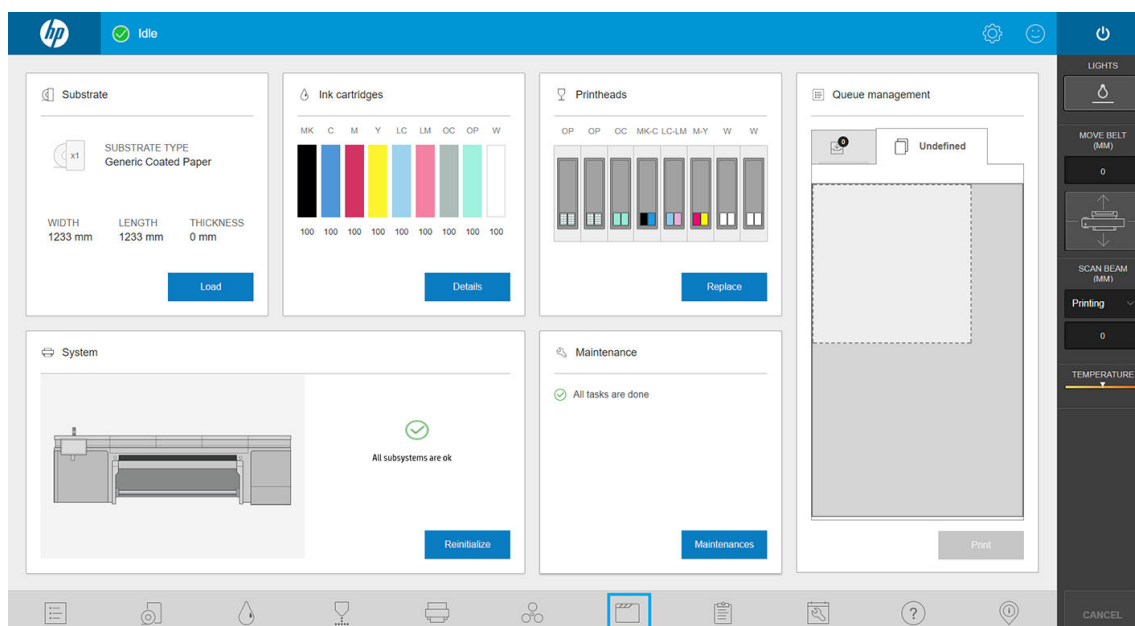 hp
Idle
Substrate
x1
SUBSTRATE TYPE
Generic Coated Paper
WIDTH LENGTH THICKNESS
1233 mm 1233 mm 0 mm
Load
Ink cartridges
MK C M Y LC LM OC OP W
100 100 100 100 100 100 100 100 100
Details
Printheads
OP OP OC MK-C LC-LM M-Y W W
Replace
Queue management
0
Undefined
Print
System
All subsystems are ok
Reinitialize
Maintenance
All tasks are done
Maintenances
LIGHTS
MOVE BELT
(MM)
0
SCAN BEAM
(MM)
Printing
0
TEMPERATURE
CANCEL
?